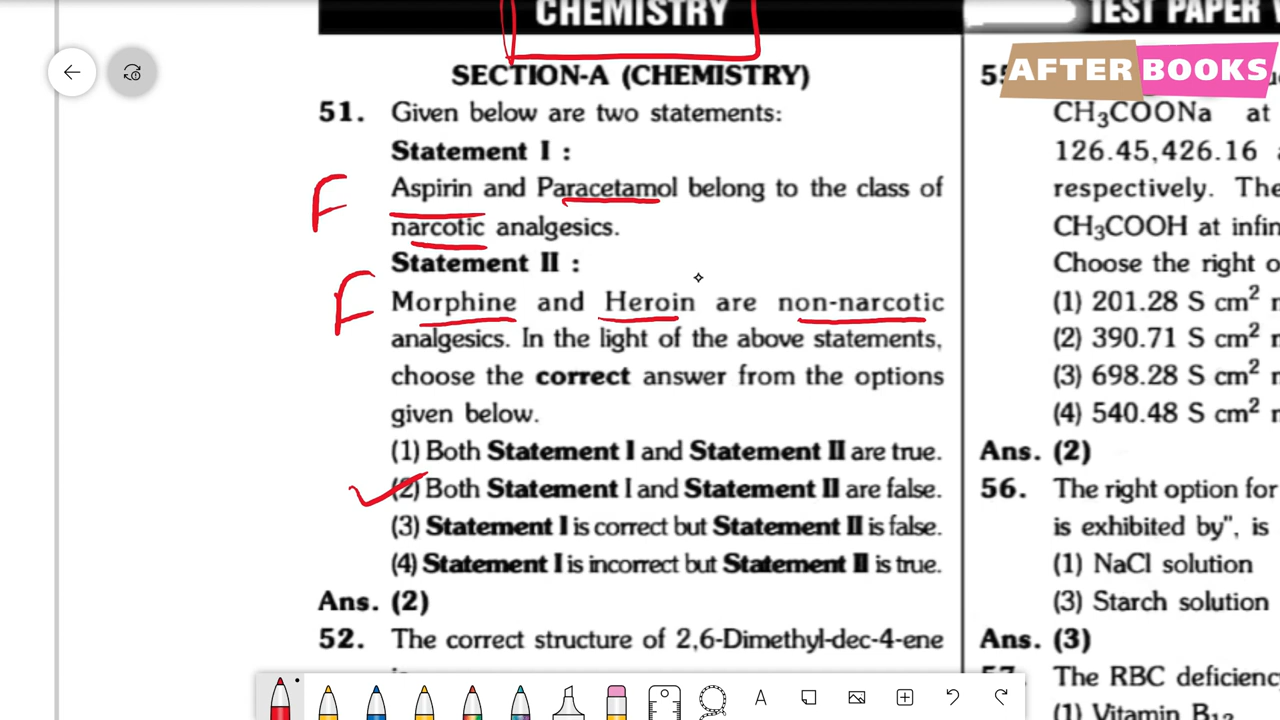 CHEMISTRY
TEST PAPER
AFTER BOOKS
SECTION-A (CHEMISTRY)
51. Given below are two statements:
Statement I :
F
Aspirin and Paracetamol belong to the class of
narcotic analgesics.
Statement II :
F
Morphine and Heroin are non-narcotic
analgesics. In the light of the above statements,
choose the correct answer from the options
given below.
(1) Both Statement I and Statement II are true.
(2) Both Statement I and Statement II are false.
(3) Statement I is correct but Statement II is false.
(4) Statement I is incorrect but Statement II is true.
Ans. (2)
52. The correct structure of 2,6-Dimethyl-dec-4-ene
CH₃COONa at
126.45,426.16
respectively. The
CH₃COOH at infin
Choose the right o
(1) 201.28 S cm²
(2) 390.71 S cm²
(3) 698.28 S cm²
(4) 540.48 S cm²
Ans. (2)
56. The right option for
is exhibited by", is
(1) NaCl solution
(3) Starch solution
Ans. (3)
57. The RBC deficiency
(1) Vitamin B₁₂
A